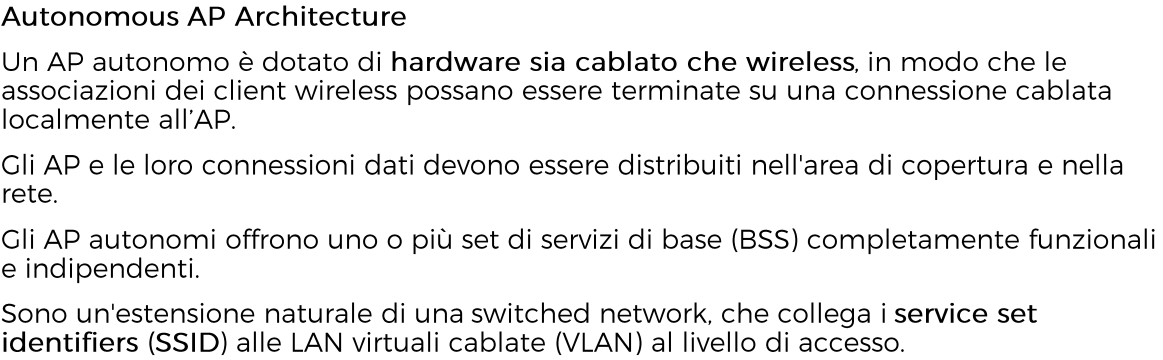 Autonomous AP Architecture
Un AP autonomo è dotato di hardware sia cablato che wireless, in modo che le
associazioni dei client wireless possano essere terminate su una connessione cablata
localmente all’AP.
Gli AP e le loro connessioni dati devono essere distribuiti nell'area di copertura e nella
rete.
Gli AP autonomi offrono uno o più set di servizi di base (BSS) completamente funzionali
e indipendenti.
Sono un'estensione naturale di una switched network, che collega i service set
identifiers (SSID) alle LAN virtuali cablate (VLAN) al livello di accesso.